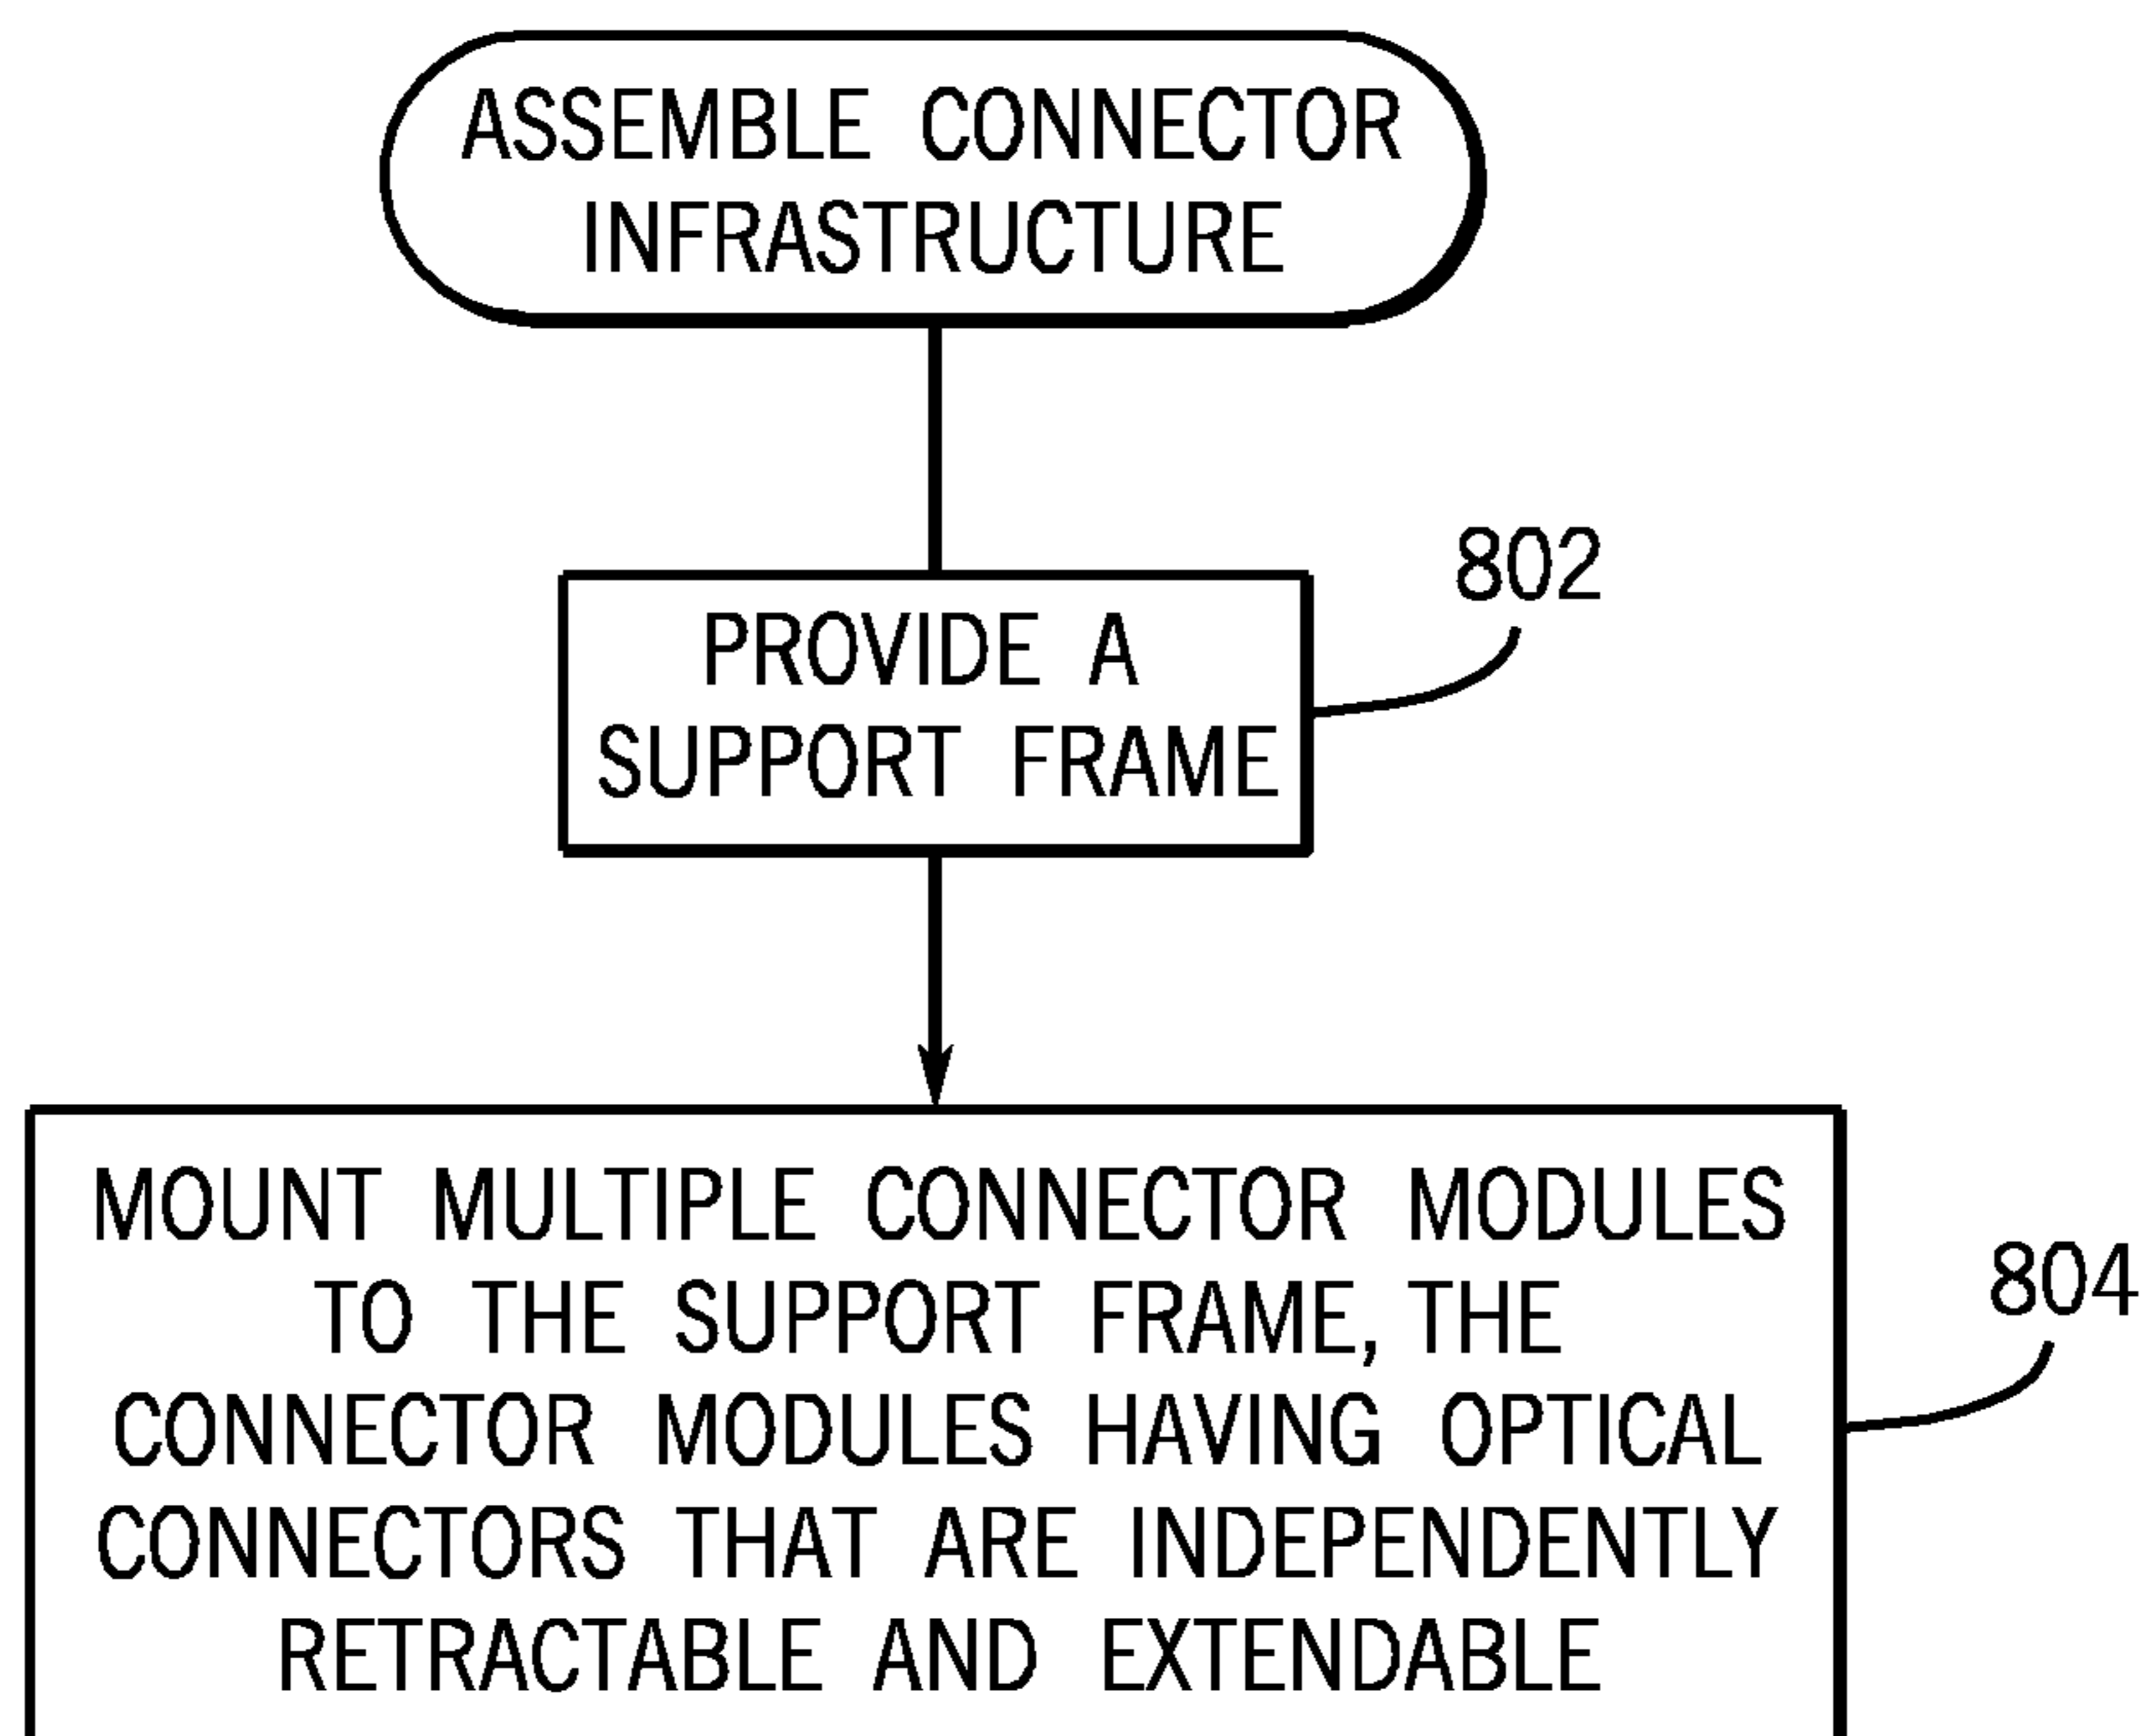 ASSEMBLE CONNECTOR
INFRASTRUCTURE
802
PROVIDE A
SUPPORT FRAME
MOUNT MULTIPLE CONNECTOR MODULES
TO THE SUPPORT FRAME, THE
CONNECTOR MODULES HAVING OPTICAL
CONNECTORS THAT ARE INDEPENDENTLY
RETRACTABLE AND EXTENDABLE
804